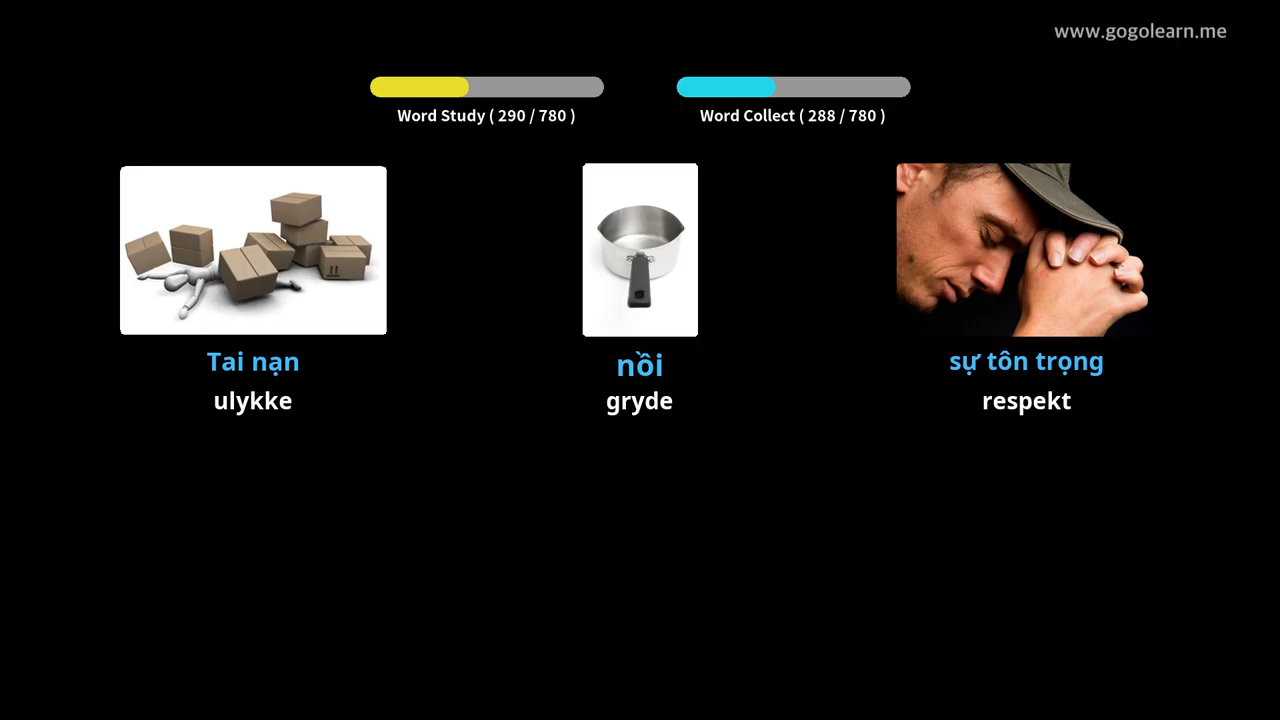 www.gogolearn.me
Word Study ( 290 / 780 )
Word Collect ( 288 / 780 )
Tai nạn
ulykke
nồi
gryde
sự tôn trọng
respekt